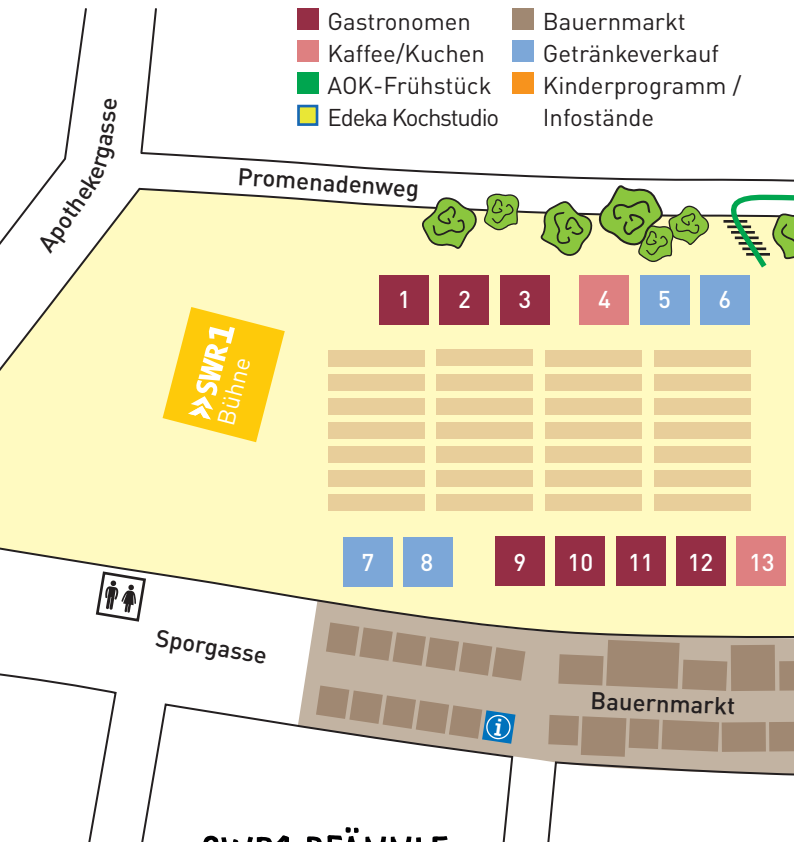 Gastronomen
Kaffee/Kuchen
AOK-Frühstück
Edeka Kochstudio
Bauernmarkt
Getränkeverkauf
Kinderprogramm /
Infostände
Apothekergasse
Promenadenweg
1 2 3 4 5 6
SWR1
Bühne
7 8 9 10 11 12 13
Sporgasse
Bauernmarkt
i